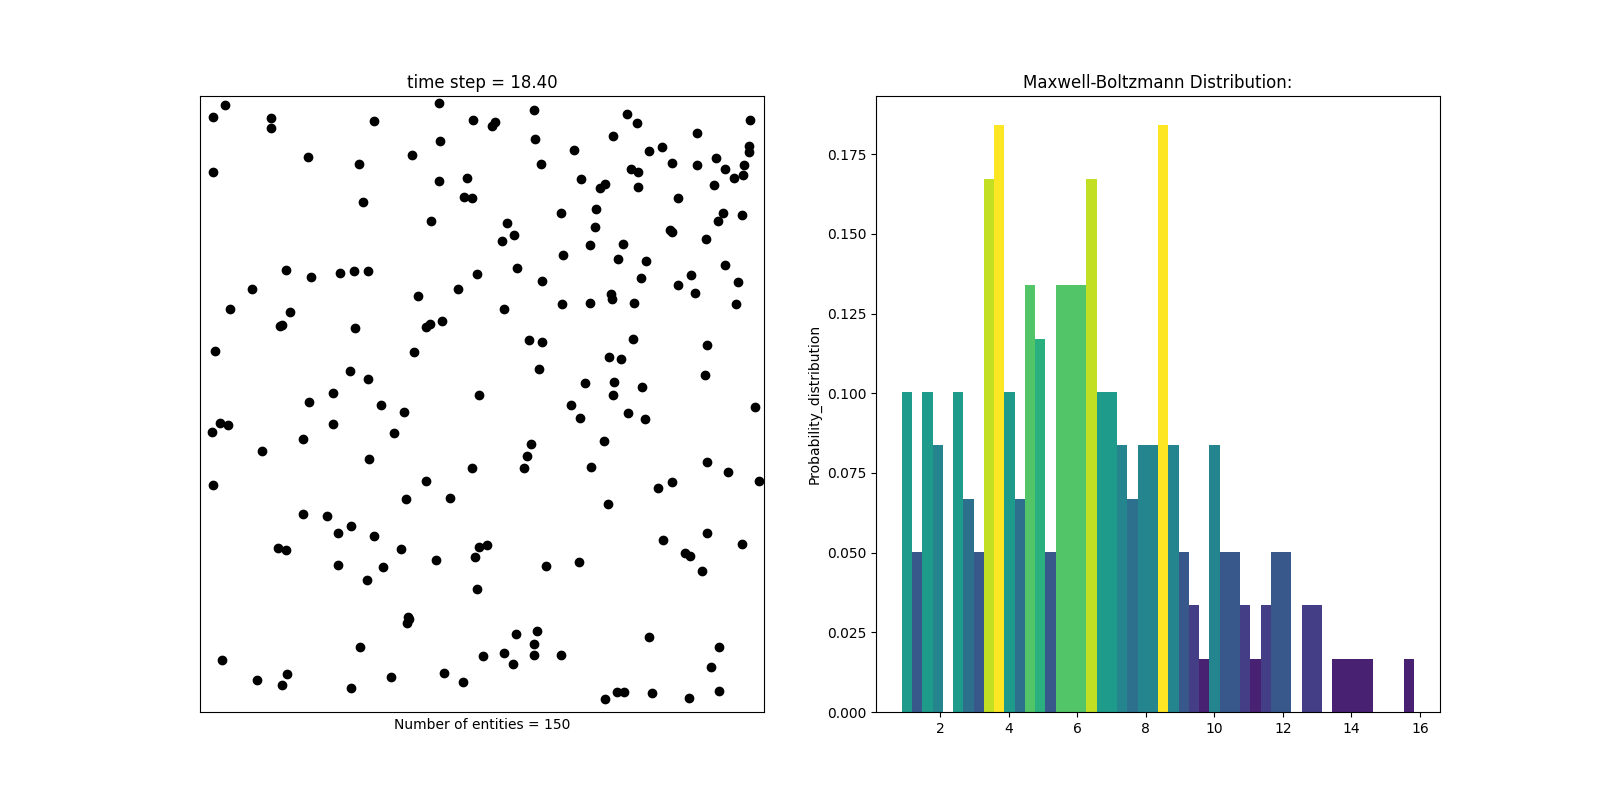 time step = 18.40
Number of entities = 150
Maxwell-Boltzmann Distribution:
Probability_distribution
0.175
0.150
0.125
0.100
0.075
0.050
0.025
0.000
2 4 6 8 10 12 14 16